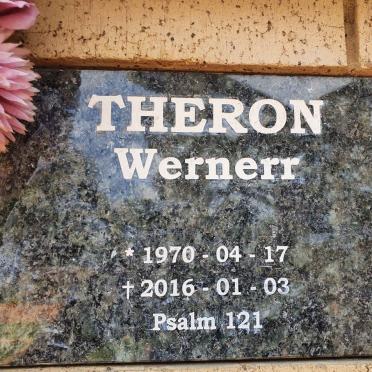 THERON
Wernerr
* 1970 - 04 - 17
† 2016 - 01 - 03
Psalm 121